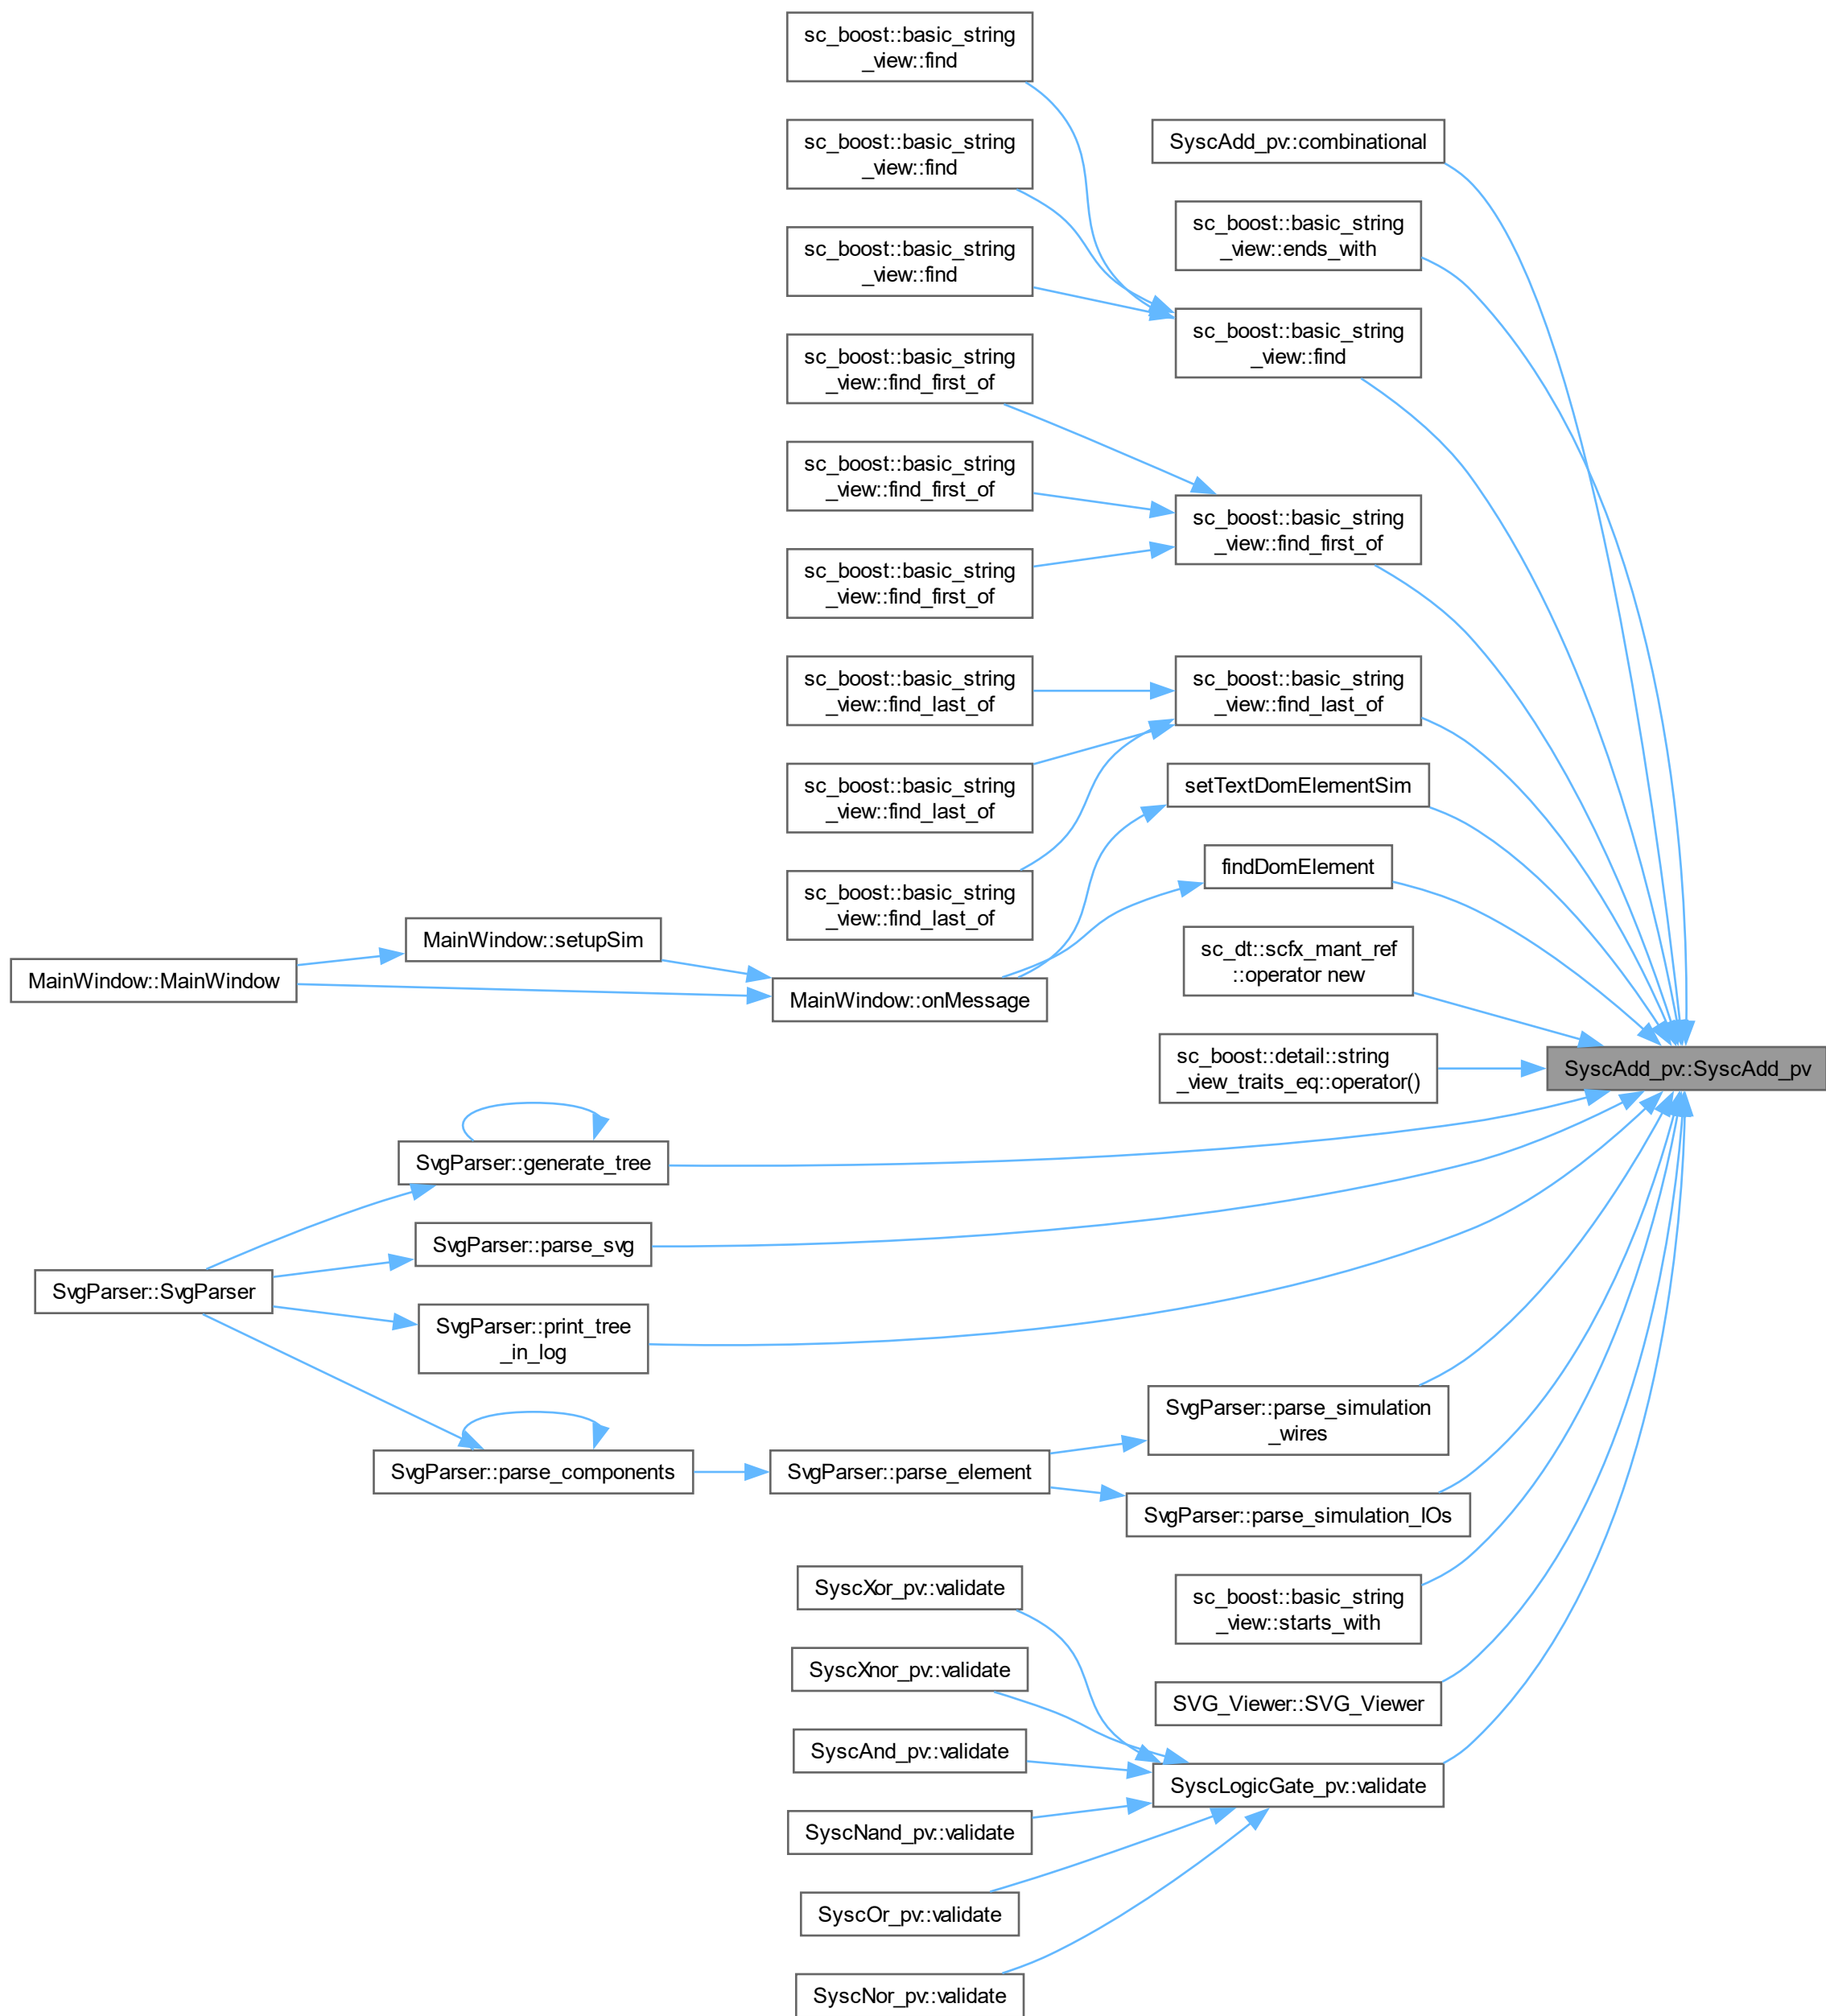 sc_boost::basic_string
_view::find
sc_boost::basic_string
_view::find
sc_boost::basic_string
_view::find
sc_boost::basic_string
_view::find_first_of
sc_boost::basic_string
_view::find_first_of
sc_boost::basic_string
_view::find_first_of
sc_boost::basic_string
_view::find_last_of
sc_boost::basic_string
_view::find_last_of
sc_boost::basic_string
_view::find_last_of
SyscAdd_pv::combinational
sc_boost::basic_string
_view::ends_with
sc_boost::basic_string
_view::find
sc_boost::basic_string
_view::find_first_of
sc_boost::basic_string
_view::find_last_of
setTextDomElementSim
findDomElement
sc_dt::scfx_mant_ref
::operator new
sc_boost::detail::string
_view_traits_eq::operator()
SyscAdd_pv::SyscAdd_pv
MainWindow::MainWindow
MainWindow::setupSim
MainWindow::onMessage
SvgParser::generate_tree
SvgParser::parse_svg
SvgParser::SvgParser
SvgParser::print_tree
_in_log
SvgParser::parse_components
SvgParser::parse_element
SvgParser::parse_simulation
_wires
SvgParser::parse_simulation_IOs
sc_boost::basic_string
_view::starts_with
SVG_Viewer::SVG_Viewer
SyscLogicGate_pv::validate
SyscXor_pv::validate
SyscXnor_pv::validate
SyscAnd_pv::validate
SyscNand_pv::validate
SyscOr_pv::validate
SyscNor_pv::validate